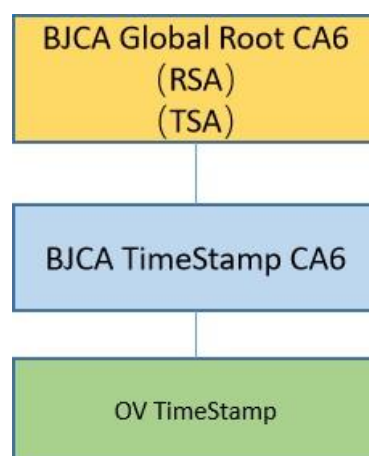 BJCA Global Root CA6
（RSA）
（TSA）
BJCA TimeStamp CA6
OV TimeStamp